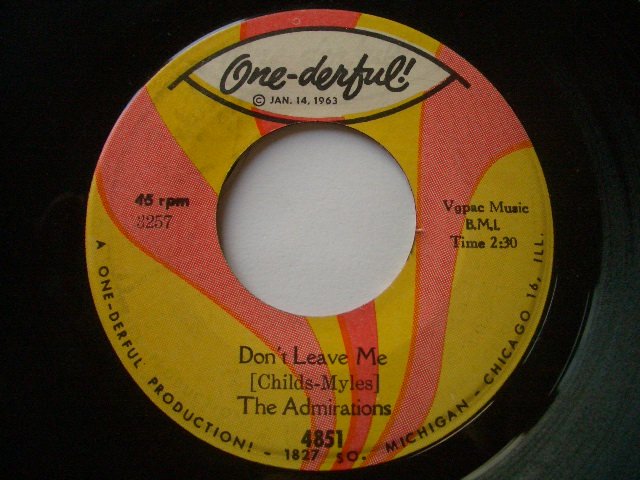 One-derful!
© JAN. 14, 1963
45 rpm
3257
Vgpac Music
B.M.I.
Time 2:30
Don't Leave Me
[Childs-Myles]
The Admirations
4851
A ONE-DERFUL PRODUCTION! - 1827 SO. MICHIGAN - CHICAGO 16, ILL.